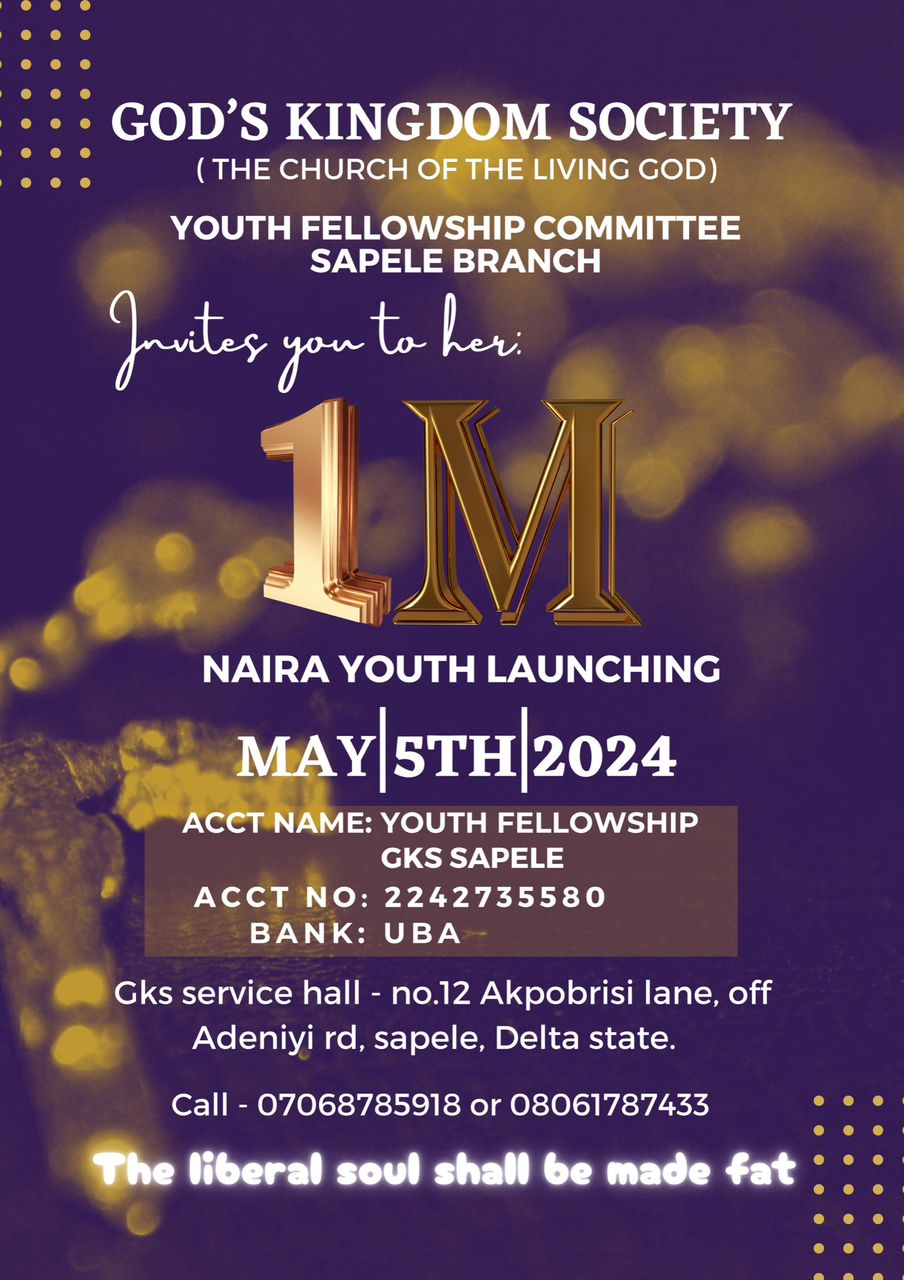 GOD'S KINGDOM SOCIETY
( THE CHURCH OF THE LIVING GOD)
YOUTH FELLOWSHIP COMMITTEE
SAPELE BRANCH
Invites you to her:
1M
NAIRA YOUTH LAUNCHING
MAY|5TH|2024
ACCT NAME: YOUTH FELLOWSHIP
GKS SAPELE
ACCT NO: 2242735580
BANK: UBA
Gks service hall - no.12 Akpobrisi lane, off
Adeniyi rd, sapele, Delta state.
Call - 07068785918 or 08061787433
The liberal soul shall be made fat